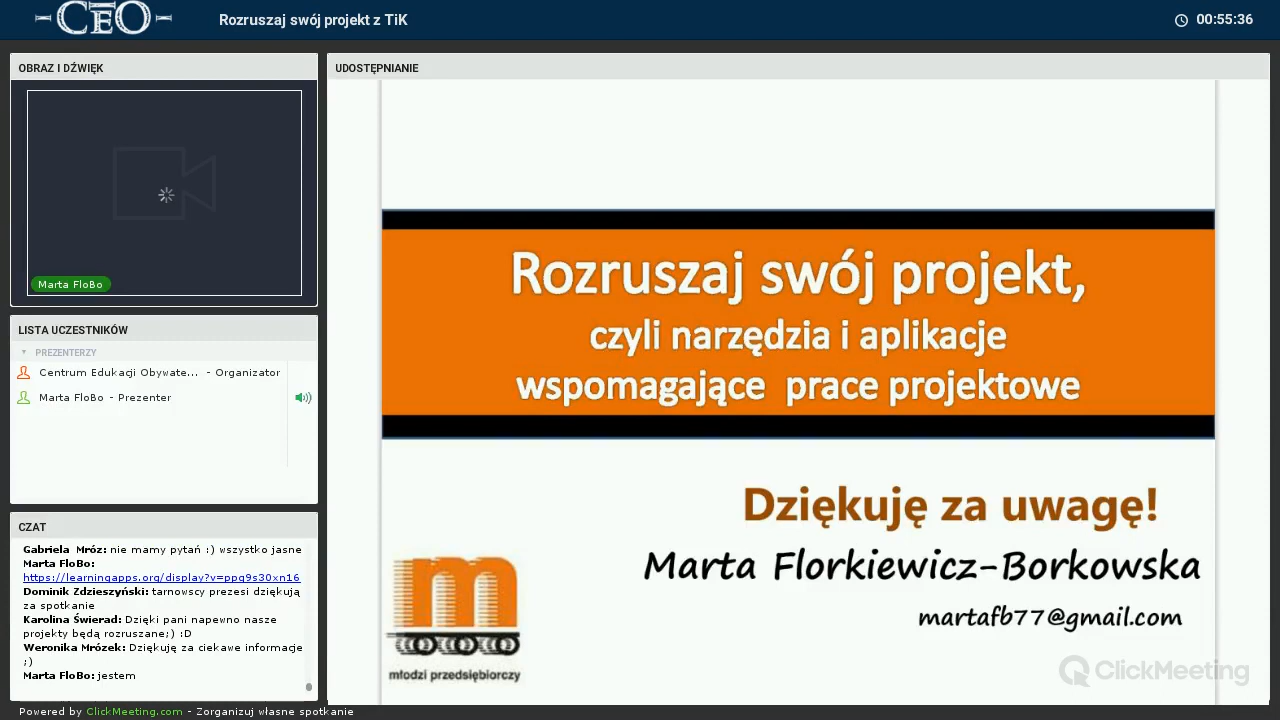 CEO
Rozruszaj swój projekt z TiK
00:55:36
OBRAZ I DŹWIĘK
Marta FloBo
LISTA UCZESTNIKÓW
PREZENTERZY
Centrum Edukacji Obywate... - Organizator
Marta FloBo - Prezenter
CZAT
Gabriela Mróz: nie mamy pytań :) wszystko jasne
Marta FloBo:
https://learningapps.org/display?v=ppq9s30xn16
Dominik Zdzieszyński: tarnowscy prezesi dziękują
za spotkanie
Karolina Świerad: Dzięki pani napewno nasze
projekty będą rozruszane;) :D
Weronika Mrózek: Dziękuję za ciekawe informacje
;)
Marta FloBo: jestem
Powered by ClickMeeting.com - Zorganizuj własne spotkanie
UDOSTĘPNIANIE
Rozruszaj swój projekt,
czyli narzędzia i aplikacje
wspomagające prace projektowe
Dziękuję za uwagę!
Marta Florkiewicz-Borkowska
martafb77@gmail.com
m
młodzi przedsiębiorczy
ClickMeeting